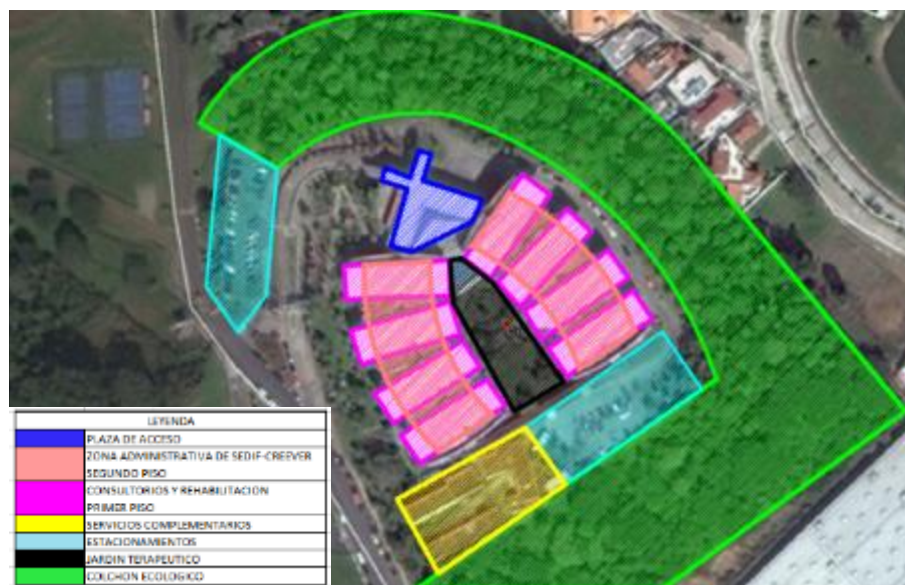 LEYENDA
PLAZA DE ACCESO
ZONA ADMINISTRATIVA DE SEDIF-CREEVER
SEGUNDO PISO
CONSULTORIOS Y REHABILITACION
PRIMER PISO
SERVICIOS COMPLEMENTARIOS
ESTACIONAMIENTOS
JARDIN TERAPEUTICO
COLCHON ECOLOGICO